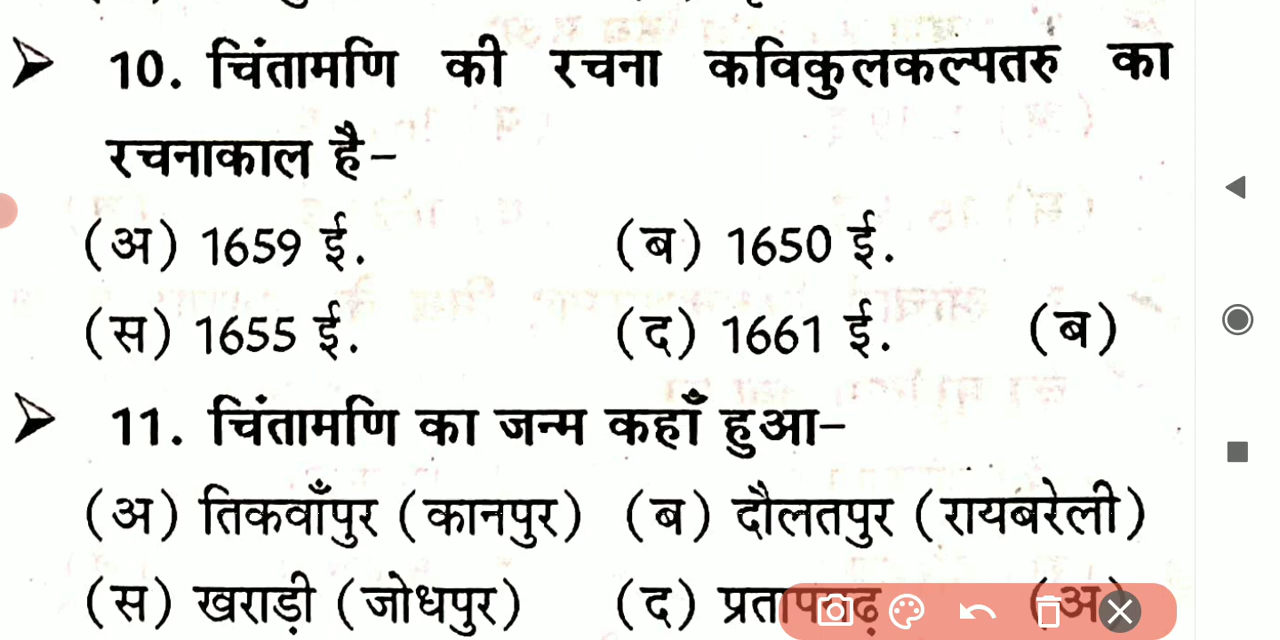 10. चिंतामणि की रचना कविकुलकल्पतरु का
रचनाकाल है-
(अ) 1659 ई. (ब) 1650 ई.
(स) 1655 ई. (द) 1661 ई. (ब)
11. चिंतामणि का जन्म कहाँ हुआ-
(अ) तिकवाँपुर (कानपुर) (ब) दौलतपुर (रायबरेली)
(स) खराड़ी (जोधपुर) (द) प्रतापगढ़ (अ)